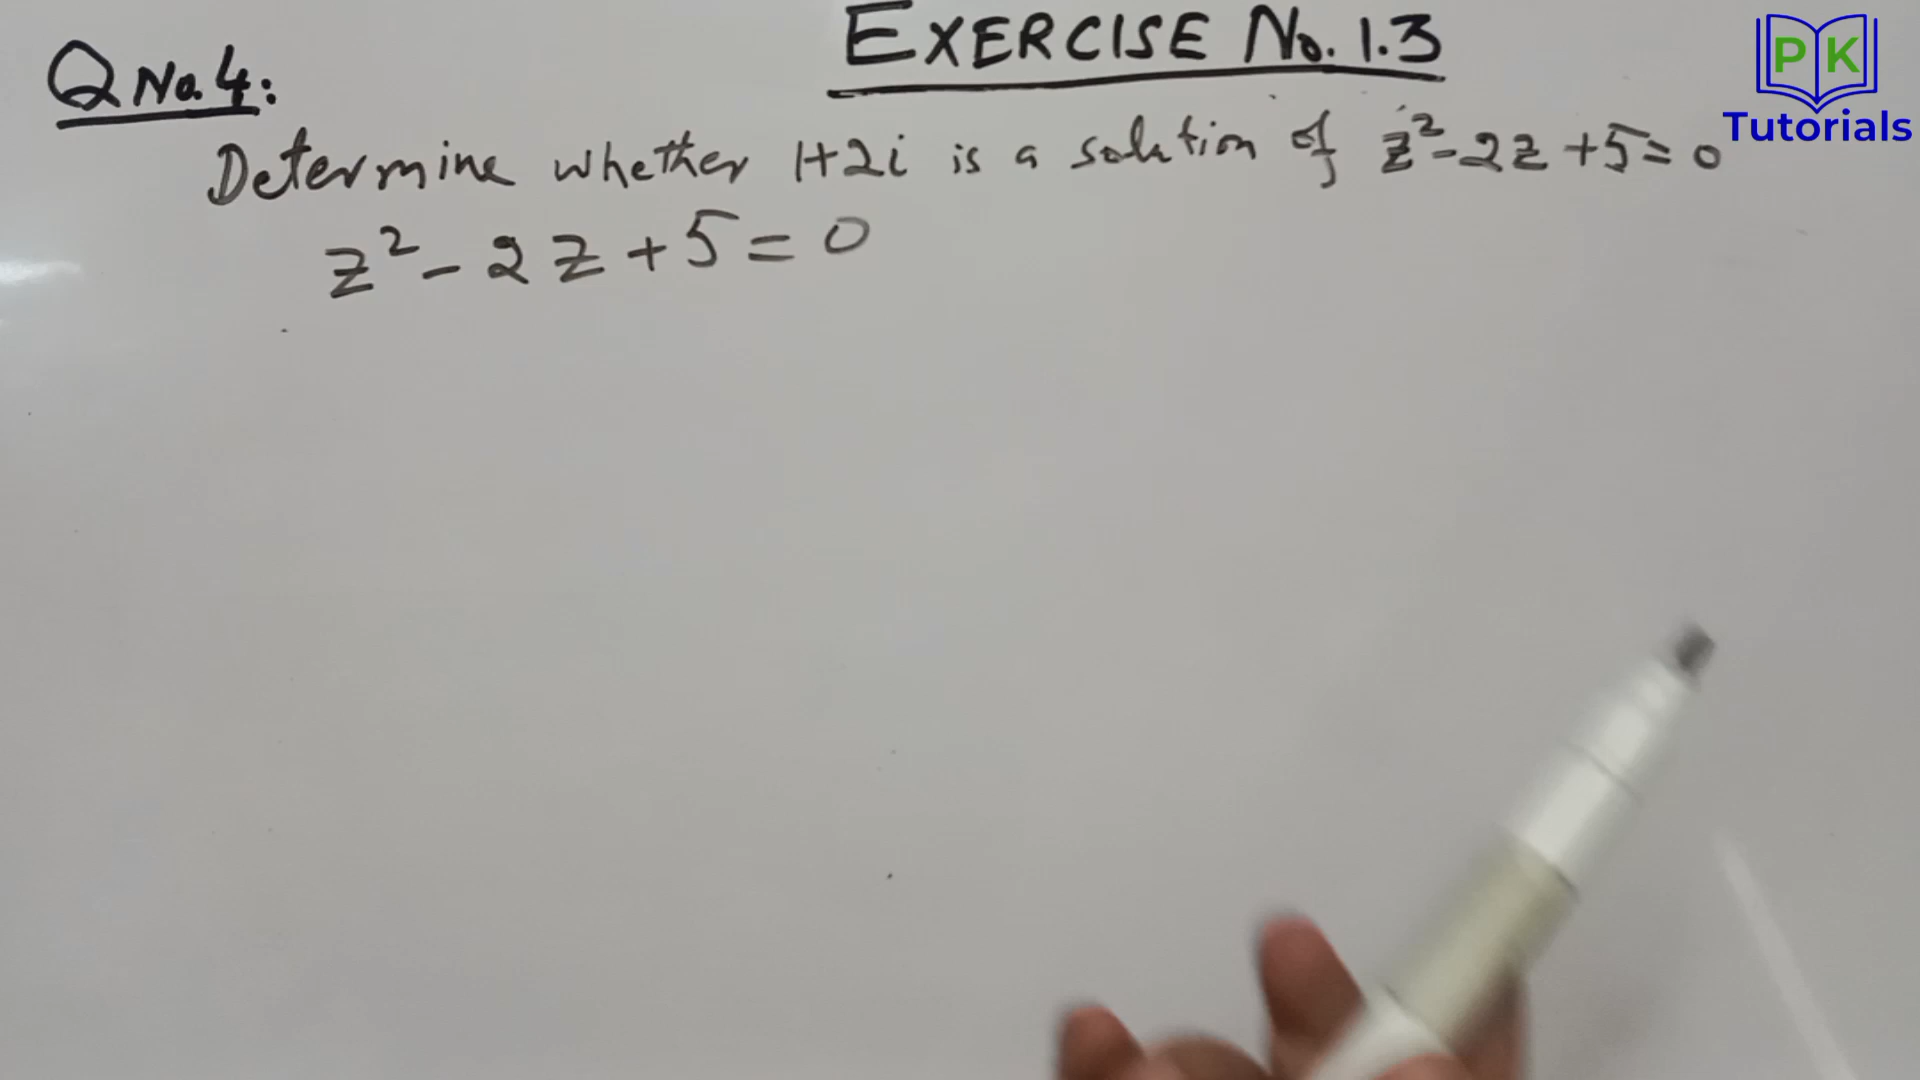 EXERCISE No. 1.3
Q No. 4:
Determine whether 1+2i is a solution of z²-2z+5=0
z²-2z+5=0
PK
Tutorials